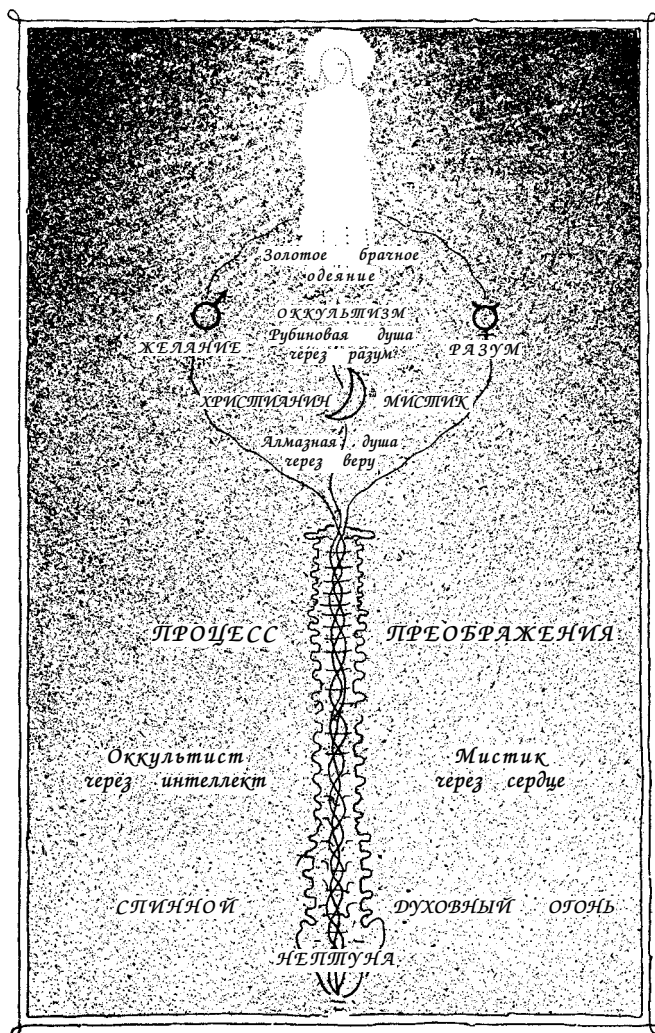 Золотое брачное
одеяние
ОККУЛЬТИЗМ
Рубиновая душа
через разум
ЖЕЛАНИЕ
РАЗУМ
ХРИСТИАНИН МИСТИК
Алмазная душа
через веру
ПРОЦЕСС ПРЕОБРАЖЕНИЯ
Оккультист
через интеллект
Мистик
через сердце
СПИННОЙ ДУХОВНЫЙ ОГОНЬ
НЕПТУНА